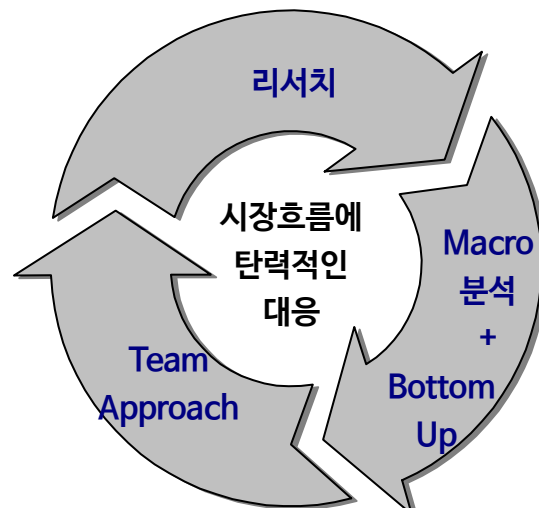 리서치
시장흐름에
탄력적인
대응
Macro
분석
+
Bottom
Up
Team
Approach